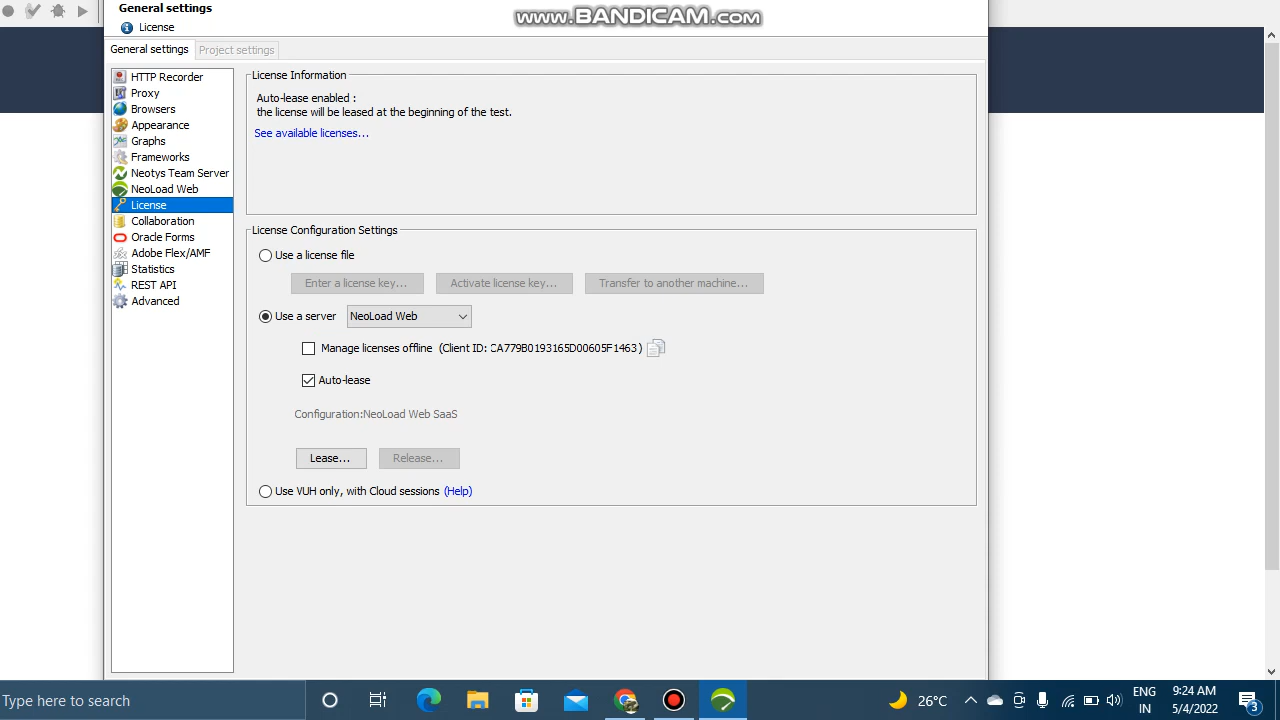 General settings
www.BANDICAM.com
License
General settings
Project settings
HTTP Recorder
Proxy
Browsers
Appearance
Graphs
Frameworks
Neotys Team Server
NeoLoad Web
License
Collaboration
Oracle Forms
Adobe Flex/AMF
Statistics
REST API
Advanced
License Information
Auto-lease enabled :
the license will be leased at the beginning of the test.
See available licenses...
License Configuration Settings
Use a license file
Enter a license key...
Activate license key...
Transfer to another machine...
Use a server
NeoLoad Web
Manage licenses offline (Client ID: CA779B0193165D00605F1463)
Auto-lease
Configuration:NeoLoad Web SaaS
Lease...
Release...
Use VUH only, with Cloud sessions (Help)
Type here to search
26°C
ENG
IN
9:24 AM
5/4/2022
3